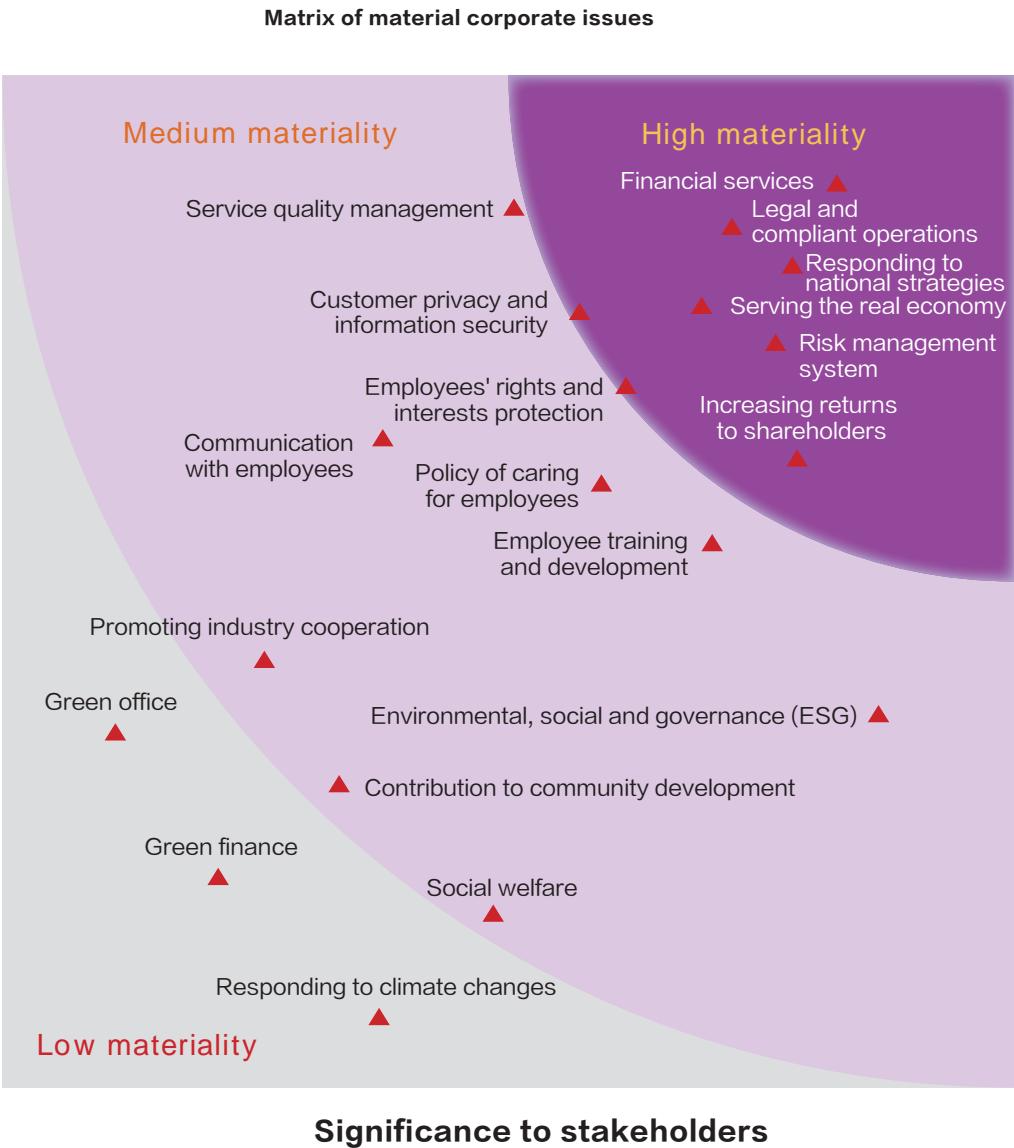 Matrix of material corporate issues
Medium materiality
High materiality
Financial services
Service quality management
Legal and
compliant operations
Responding to
national strategies
Customer privacy and
information security
Serving the real economy
Risk management
system
Employees' rights and
interests protection
Increasing returns
to shareholders
Communication
with employees
Policy of caring
for employees
Employee training
and development
Promoting industry cooperation
Green office
Environmental, social and governance (ESG)
Contribution to community development
Green finance
Social welfare
Responding to climate changes
Low materiality
Significance to stakeholders